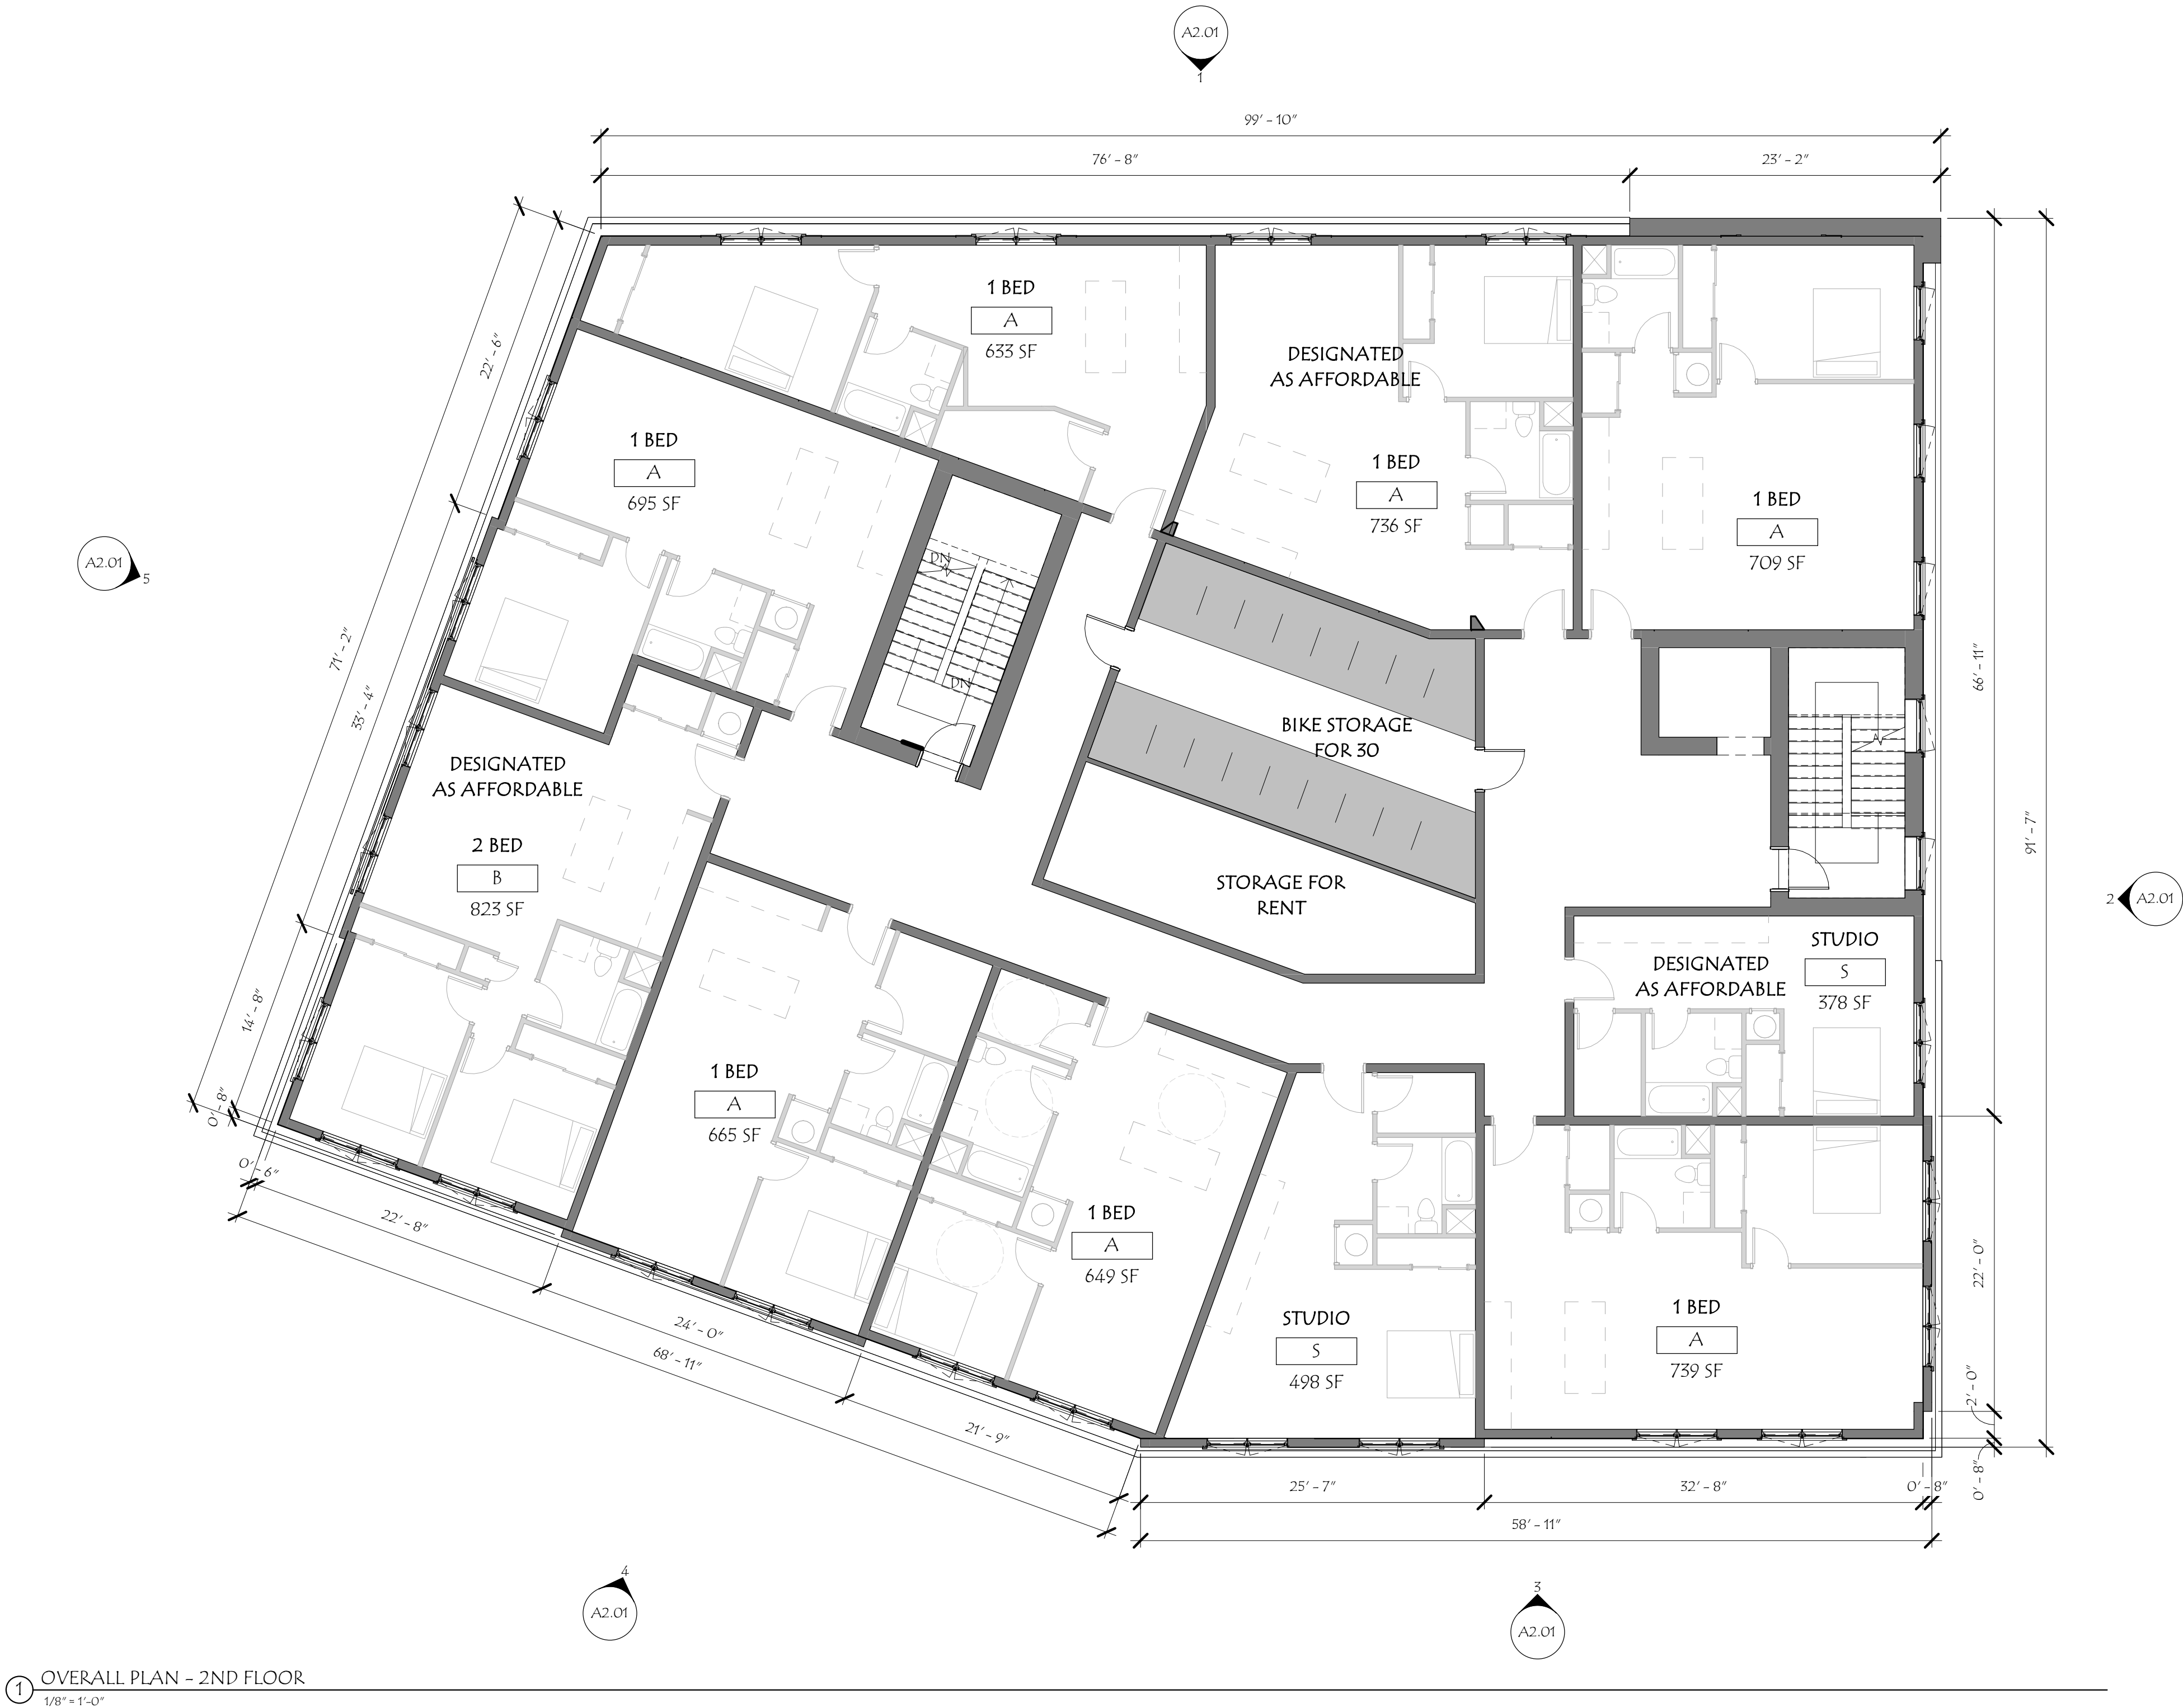 A2.01
1
99' - 10"
76' - 8"
23' - 2"
22' - 6"
71' - 2"
33' - 4"
14' - 8"
0' - 8"
A2.01
5
1 BED
A
633 SF
DESIGNATED
AS AFFORDABLE
1 BED
A
736 SF
1 BED
A
709 SF
1 BED
A
695 SF
DN
DN
BIKE STORAGE
FOR 30
STORAGE FOR
RENT
DESIGNATED
AS AFFORDABLE
2 BED
B
823 SF
STUDIO
S
378 SF
DESIGNATED
AS AFFORDABLE
1 BED
A
665 SF
1 BED
A
649 SF
STUDIO
S
498 SF
1 BED
A
739 SF
66' - 11"
91' - 7"
2
A2.01
22' - 0"
2' - 0"
0' - 8"
0' - 6"
22' - 8"
24' - 0"
68' - 11"
21' - 9"
25' - 7"
32' - 8"
0' - 8"
58' - 11"
4
A2.01
3
A2.01
1
OVERALL PLAN - 2ND FLOOR
1/8" = 1'-0"